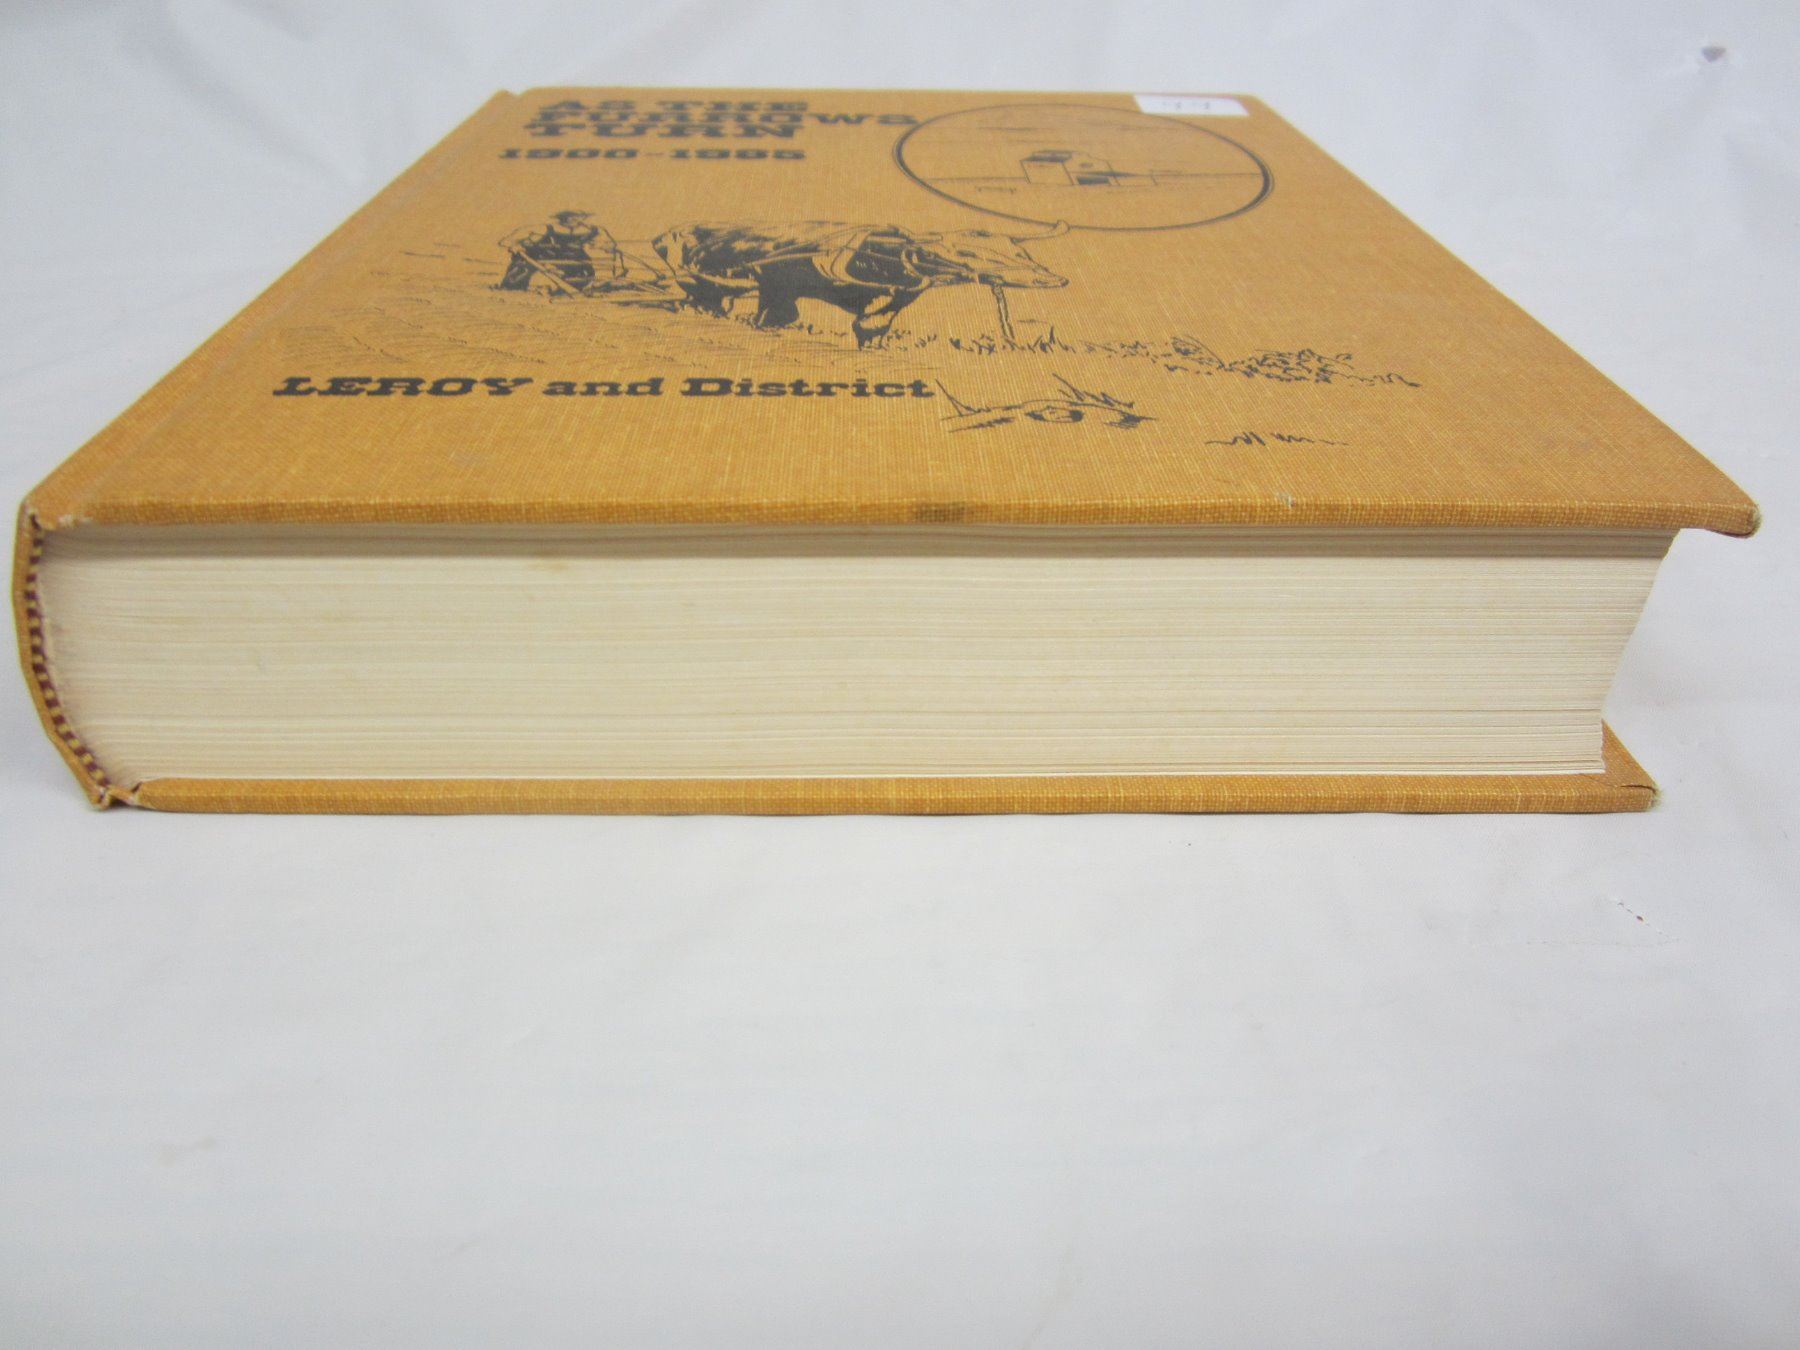 AS THE
FURROWS
TURN
1900-1985
LEROY and District